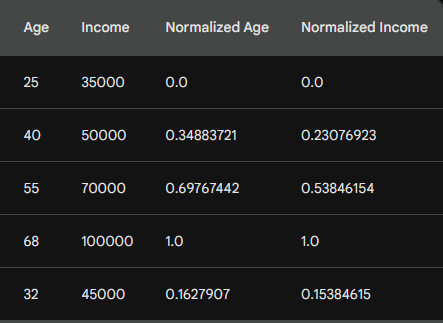 Age Income Normalized Age Normalized Income
25 35000 0.0 0.0
40 50000 0.34883721 0.23076923
55 70000 0.69767442 0.53846154
68 100000 1.0 1.0
32 45000 0.1627907 0.15384615